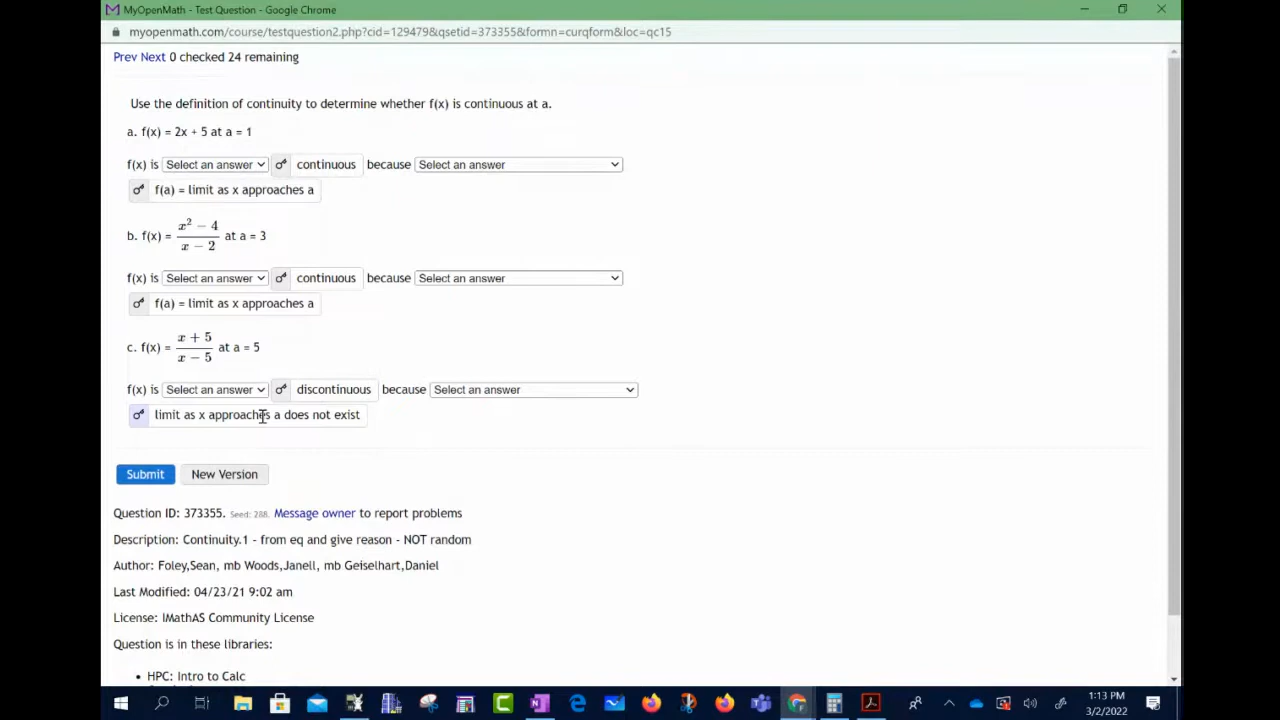 MyOpenMath - Test Question - Google Chrome
myopenmath.com/course/testquestion2.php?cid=129479&qsetid=373355&formn=curqform&loc=qc15
Prev Next 0 checked 24 remaining
Use the definition of continuity to determine whether f(x) is continuous at a.
a. f(x) = 2x + 5 at a = 1
f(x) is Select an answer continuous because Select an answer
f(a) = limit as x approaches a
b. f(x) = \frac{x^2 - 4}{x - 2} at a = 3
f(x) is Select an answer continuous because Select an answer
f(a) = limit as x approaches a
c. f(x) = \frac{x + 5}{x - 5} at a = 5
f(x) is Select an answer discontinuous because Select an answer
limit as x approaches a does not exist
Submit New Version
Question ID: 373355. Seed: 288. Message owner to report problems
Description: Continuity.1 - from eq and give reason - NOT random
Author: Foley,Sean, mb Woods,Janell, mb Geiselhart,Daniel
Last Modified: 04/23/21 9:02 am
License: IMathAS Community License
Question is in these libraries:
• HPC: Intro to Calc
1:13 PM
3/2/2022